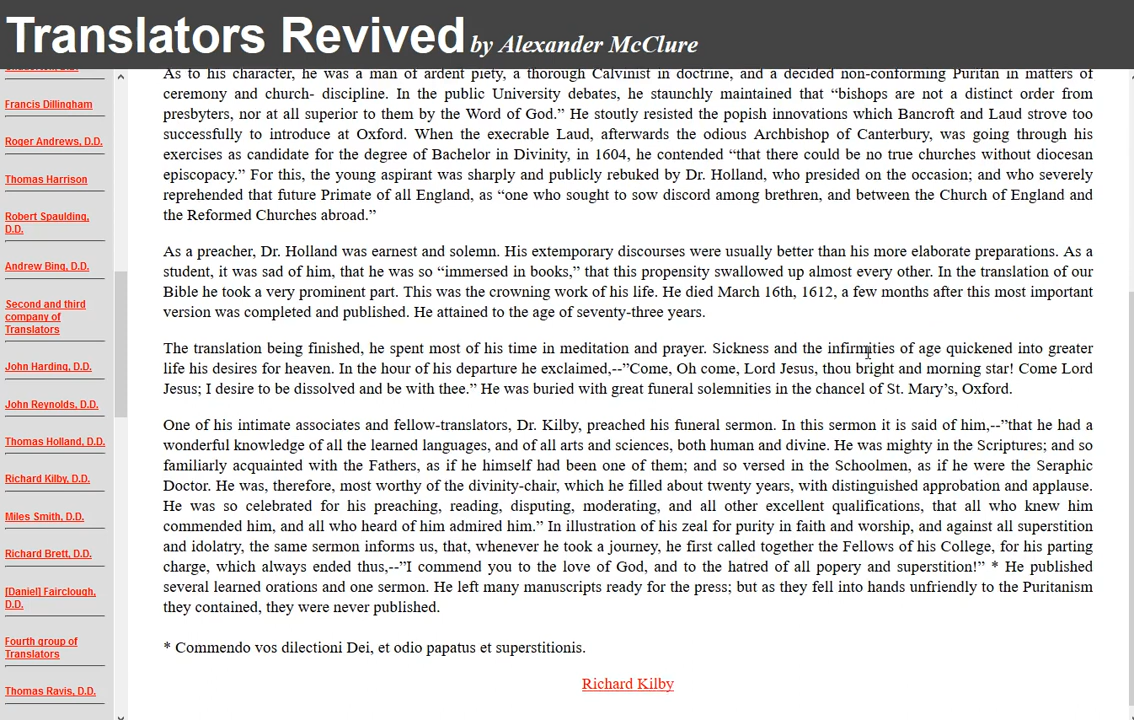 Translators Revived by Alexander McClure
Francis Dillingham
Roger Andrews, D.D.
Thomas Harrison
Robert Spaulding,
D.D.
Andrew Bing, D.D.
Second and third
company of
Translators
John Harding, D.D.
John Reynolds, D.D.
Thomas Holland, D.D.
Richard Kilby, D.D.
Miles Smith, D.D.
Richard Brett, D.D.
[Daniel] Fairclough,
D.D.
Fourth group of
Translators
Thomas Ravis, D.D.
As to his character, he was a man of ardent piety, a thorough Calvinist in doctrine, and a decided non-conforming Puritan in matters of
ceremony and church- discipline. In the public University debates, he staunchly maintained that “bishops are not a distinct order from
presbyters, nor at all superior to them by the Word of God.” He stoutly resisted the popish innovations which Bancroft and Laud strove too
successfully to introduce at Oxford. When the execrable Laud, afterwards the odious Archbishop of Canterbury, was going through his
exercises as candidate for the degree of Bachelor in Divinity, in 1604, he contended “that there could be no true churches without diocesan
episcopacy.” For this, the young aspirant was sharply and publicly rebuked by Dr. Holland, who presided on the occasion; and who severely
reprehended that future Primate of all England, as “one who sought to sow discord among brethren, and between the Church of England and
the Reformed Churches abroad.”
As a preacher, Dr. Holland was earnest and solemn. His extemporary discourses were usually better than his more elaborate preparations. As a
student, it was sad of him, that he was so “immersed in books,” that this propensity swallowed up almost every other. In the translation of our
Bible he took a very prominent part. This was the crowning work of his life. He died March 16th, 1612, a few months after this most important
version was completed and published. He attained to the age of seventy-three years.
The translation being finished, he spent most of his time in meditation and prayer. Sickness and the infirmities of age quickened into greater
life his desires for heaven. In the hour of his departure he exclaimed,--”Come, Oh come, Lord Jesus, thou bright and morning star! Come Lord
Jesus; I desire to be dissolved and be with thee.” He was buried with great funeral solemnities in the chancel of St. Mary’s, Oxford.
One of his intimate associates and fellow-translators, Dr. Kilby, preached his funeral sermon. In this sermon it is said of him,--”that he had a
wonderful knowledge of all the learned languages, and of all arts and sciences, both human and divine. He was mighty in the Scriptures; and so
familiarly acquainted with the Fathers, as if he himself had been one of them; and so versed in the Schoolmen, as if he were the Seraphic
Doctor. He was, therefore, most worthy of the divinity-chair, which he filled about twenty years, with distinguished approbation and applause.
He was so celebrated for his preaching, reading, disputing, moderating, and all other excellent qualifications, that all who knew him
commended him, and all who heard of him admired him.” In illustration of his zeal for purity in faith and worship, and against all superstition
and idolatry, the same sermon informs us, that, whenever he took a journey, he first called together the Fellows of his College, for his parting
charge, which always ended thus,--”I commend you to the love of God, and to the hatred of all popery and superstition!” * He published
several learned orations and one sermon. He left many manuscripts ready for the press; but as they fell into hands unfriendly to the Puritanism
they contained, they were never published.
* Commendo vos dilectioni Dei, et odio papatus et superstitionis.
Richard Kilby